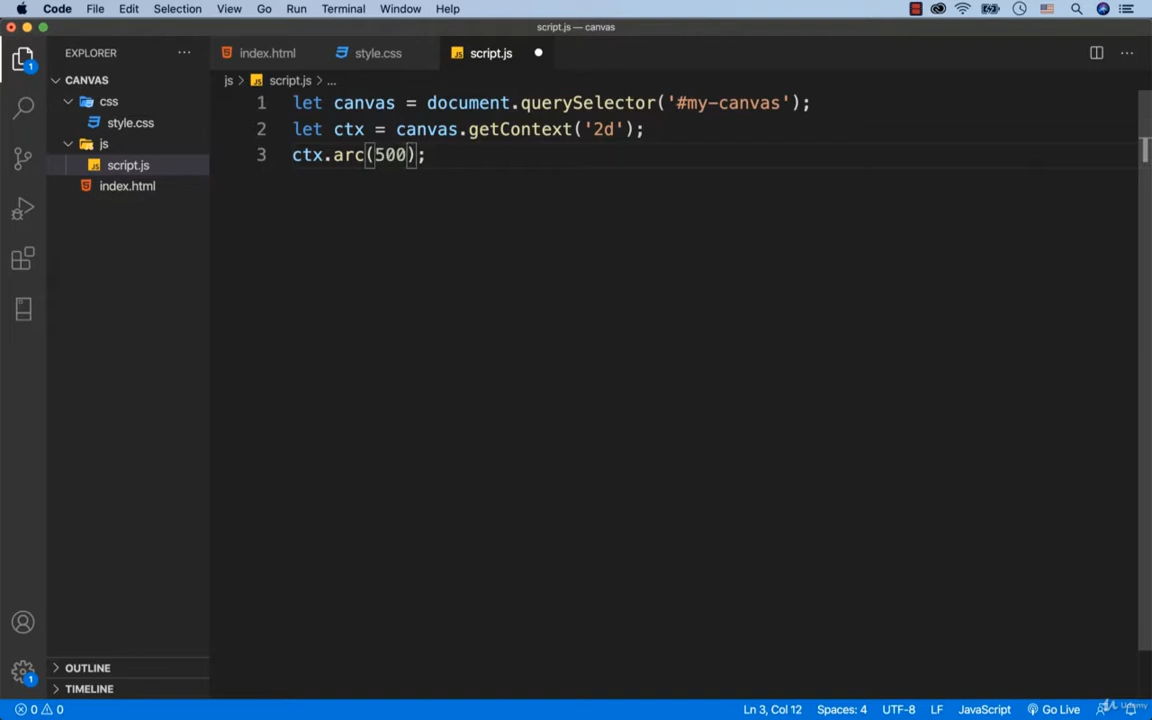 Code File Edit Selection View Go Run Terminal Window Help
script.js — canvas
EXPLORER
index.html
style.css
script.js
CANVAS
js > script.js > ...
css
style.css
js
script.js
index.html
1 let canvas = document.querySelector('#my-canvas');
2 let ctx = canvas.getContext('2d');
3 ctx.arc(500);
1
OUTLINE
1
TIMELINE
0 0
Ln 3, Col 12 Spaces: 4 UTF-8 LF JavaScript Go Live
Udemy